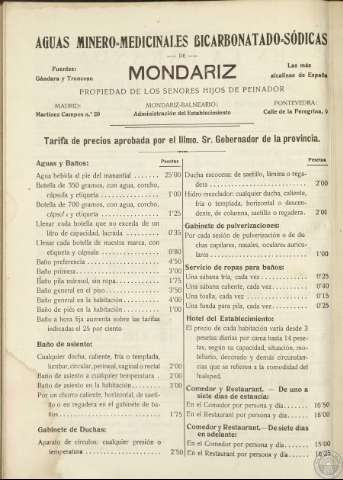 AGUAS MINERO-MEDICINALES BICARBONATADO-SÓDICAS
DE
MONDARIZ
Fuentes:
Gándara y Troncoso
Las más
alcalinas de España
PROPIEDAD DE LOS SEÑORES HIJOS DE PEINADOR
MADRID:
Martínez Campos n.º 20
MONDARIZ-BALNEARIO:
Administración del Establecimiento
PONTEVEDRA:
Calle de la Peregrina, 9
Tarifa de precios aprobada por el Ilmo. Sr. Gobernador de la provincia.
Aguas y Baños: Pesetas
Agua bebida al pie del manantial 25'00
Botella de 350 gramos, con agua, corcho,
cápsula y etiqueta 1'00
Botella de 700 gramos, con agua, corcho,
cápsula y etiqueta 1'25
Llenar cada botella que no exceda de un
litro de capacidad, lacrada 0'35
Llenar cada botella de nuestra marca, con
etiqueta y cápsula 0'80
Baño preferencia 4'50
Baño primera 3'00
Baño mineral, sin ropa 1'75
Baño general en el piso 3'50
Baño general en la habitación 4'00
Baño de piés en la habitación 1'00
Baño a hora fija aumenta sobre las tarifas
indicadas el 25 por ciento
Baño de asiento:
Cualquier ducha, caliente, fría o templada,
lumbar, circular, perineal, vaginal o rectal 2'00
Baño de asiento a cualquier temperatura 2'00
Baño de asiento en la habitación 3'00
Por un chorro caliente, horizontal, de sastillo
o en regadera en el gabinete de baños
1'75
Gabinete de Duchas:
Aparato de círculos: cualquier presión o
temperatura 2'50
Pesetas
Ducha escocesa: de sastillo, lámina o regadera
2'00
Hidro mezclador: cualquier ducha, caliente,
fría o templada, horizontal o descendente,
de columna, sastillo o regadera. 2'00
Gabinete de pulverizaciones:
Por cada sesión de pulverización o de duchas
capilares, nasales, oculares auriculares
1'00
Servicio de ropas para baños:
Una sábana fría, cada vez 0'25
Una sábana caliente, cada vez 0'40
Una toalla, cada vez 0'15
Una funda para pila, cada vez 0'25
Hotel del Establecimiento:
El precio de cada habitación varía desde 3
pesetas diarias por cama hasta 14 pesetas,
según su capacidad, situación, mobiliario,
decorado y demás circunstancias
que se refieren a la comodidad del
huésped.
Comedor y Restaurant. — De uno a
siete días de estancia:
En el Comedor por persona y día 16'50
En el Restaurant por persona y día 18'00
Comedor y Restaurant. — De siete días
en adelante:
En el Comedor por persona y día 15'00
En el Restaurant por persona y día 16'25